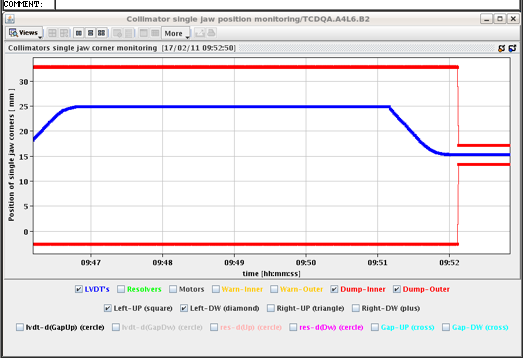 COMMENT:
Collimator single jaw position monitoring/TCDQA.A4L6.B2
Views
More
Collimators single jaw corner monitoring [17/02/11 09:52:50]
Position of single jaw corners [ mm ]
30
25
20
15
10
5
0
09:47 09:48 09:49 09:50 09:51 09:52
time [hh:mm:ss]
LVDT's Resolvers Motors Warn-Inner Warn-Outer Dump-Inner Dump-Outer
Left-UP (square) Left-DW (diamond) Right-UP (triangle) Right-DW (plus)
lvdt-d(GapUp) (cercle) lvdt-d(GapDw) (cercle) res-d(Up) (cercle) res-d(Dw) (cercle) Gap-UP (cross) Gap-DW (cross)